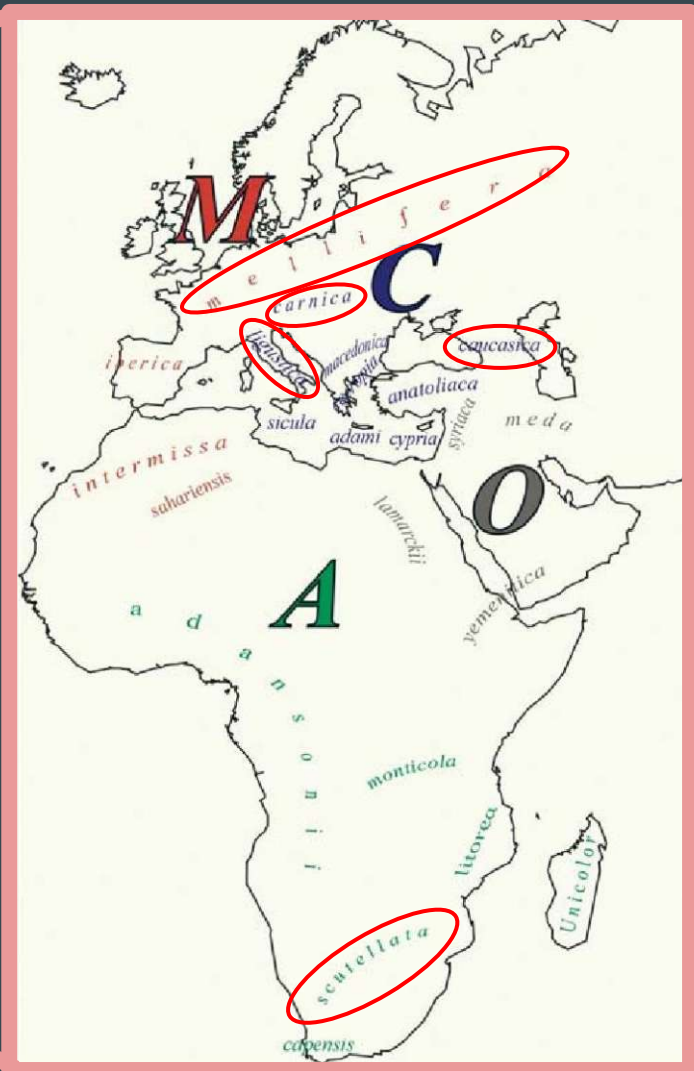 M
mellifera
C
carnica
iberica
ligustica
macedonica
cecropia
caucasica
anatoliaca
sicula
adami
cypria
syriaca
meda
intermissa
sahariensis
lamarckii
O
A
yemenitica
adansonii
monticola
litorea
Unicolor
scutellata
capensis